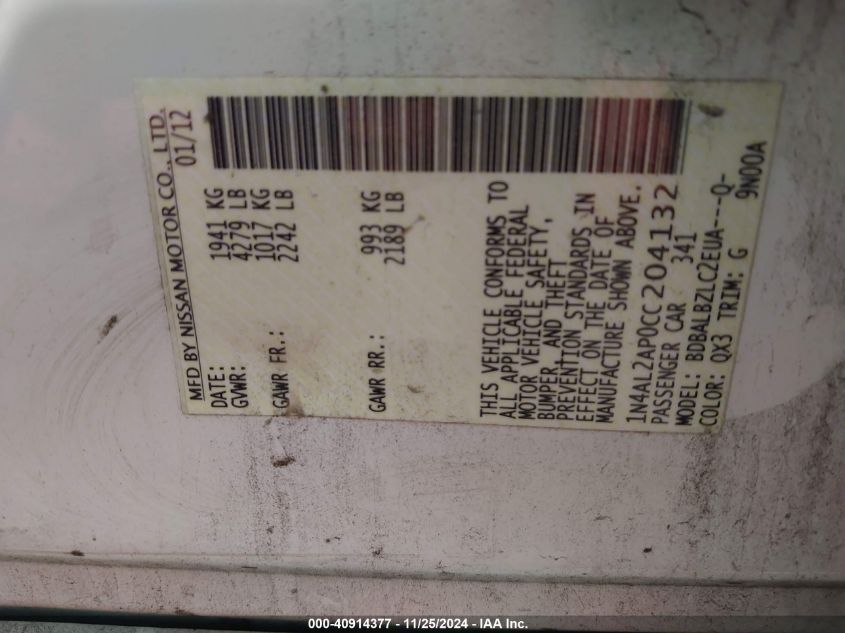 MFD BY NISSAN MOTOR CO., LTD.
DATE: 01/12
GVWR: 1941 KG
4279 LB
GAWR FR.: 1017 KG
2242 LB
GAWR RR.: 993 KG
2189 LB
THIS VEHICLE CONFORMS TO
ALL APPLICABLE FEDERAL
MOTOR VEHICLE SAFETY,
BUMPER, AND THEFT
PREVENTION STANDARDS IN
EFFECT ON THE DATE OF
MANUFACTURE SHOWN ABOVE.
1N4AL2AP0CC204132
PASSENGER CAR 341
MODEL: BDBALBZLC2EUA---Q-
COLOR: QX3 TRIM: G 9N00A
000-40914377 - 11/25/2024 - IAA Inc.